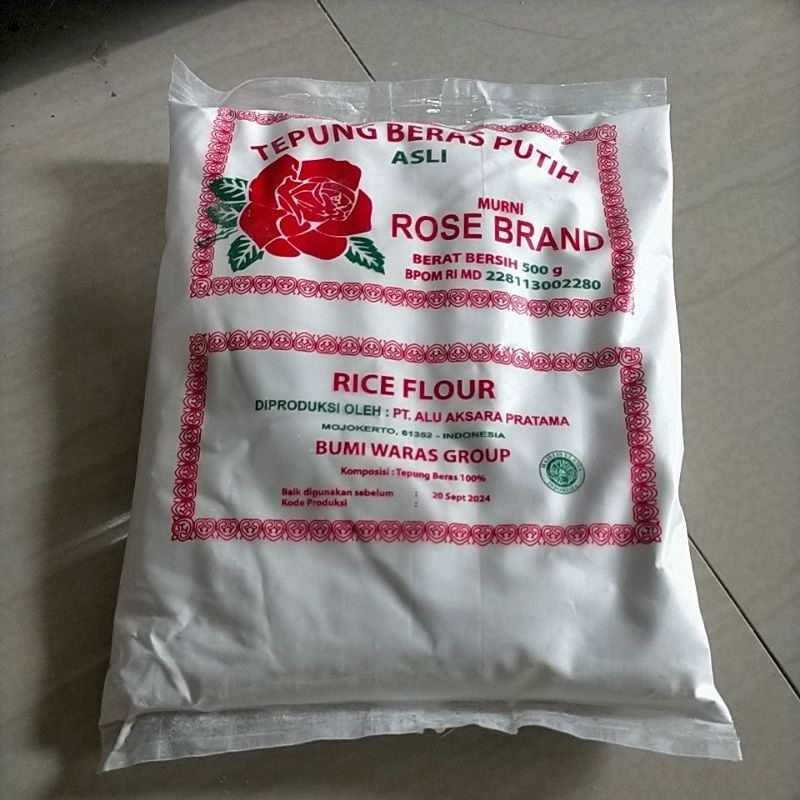 TEPUNG BERAS PUTIH
ASLI
MURNI
ROSE BRAND
BERAT BERSIH 500 g
BPOM RI MD 228113002280
RICE FLOUR
DIPRODUKSI OLEH : PT. ALU AKSARA PRATAMA
MOJOKERTO, 61352 - INDONESIA
BUMI WARAS GROUP
Komposisi : Tepung Beras 100%
Baik digunakan sebelum : 20 Sept 2024
Kode Produksi :